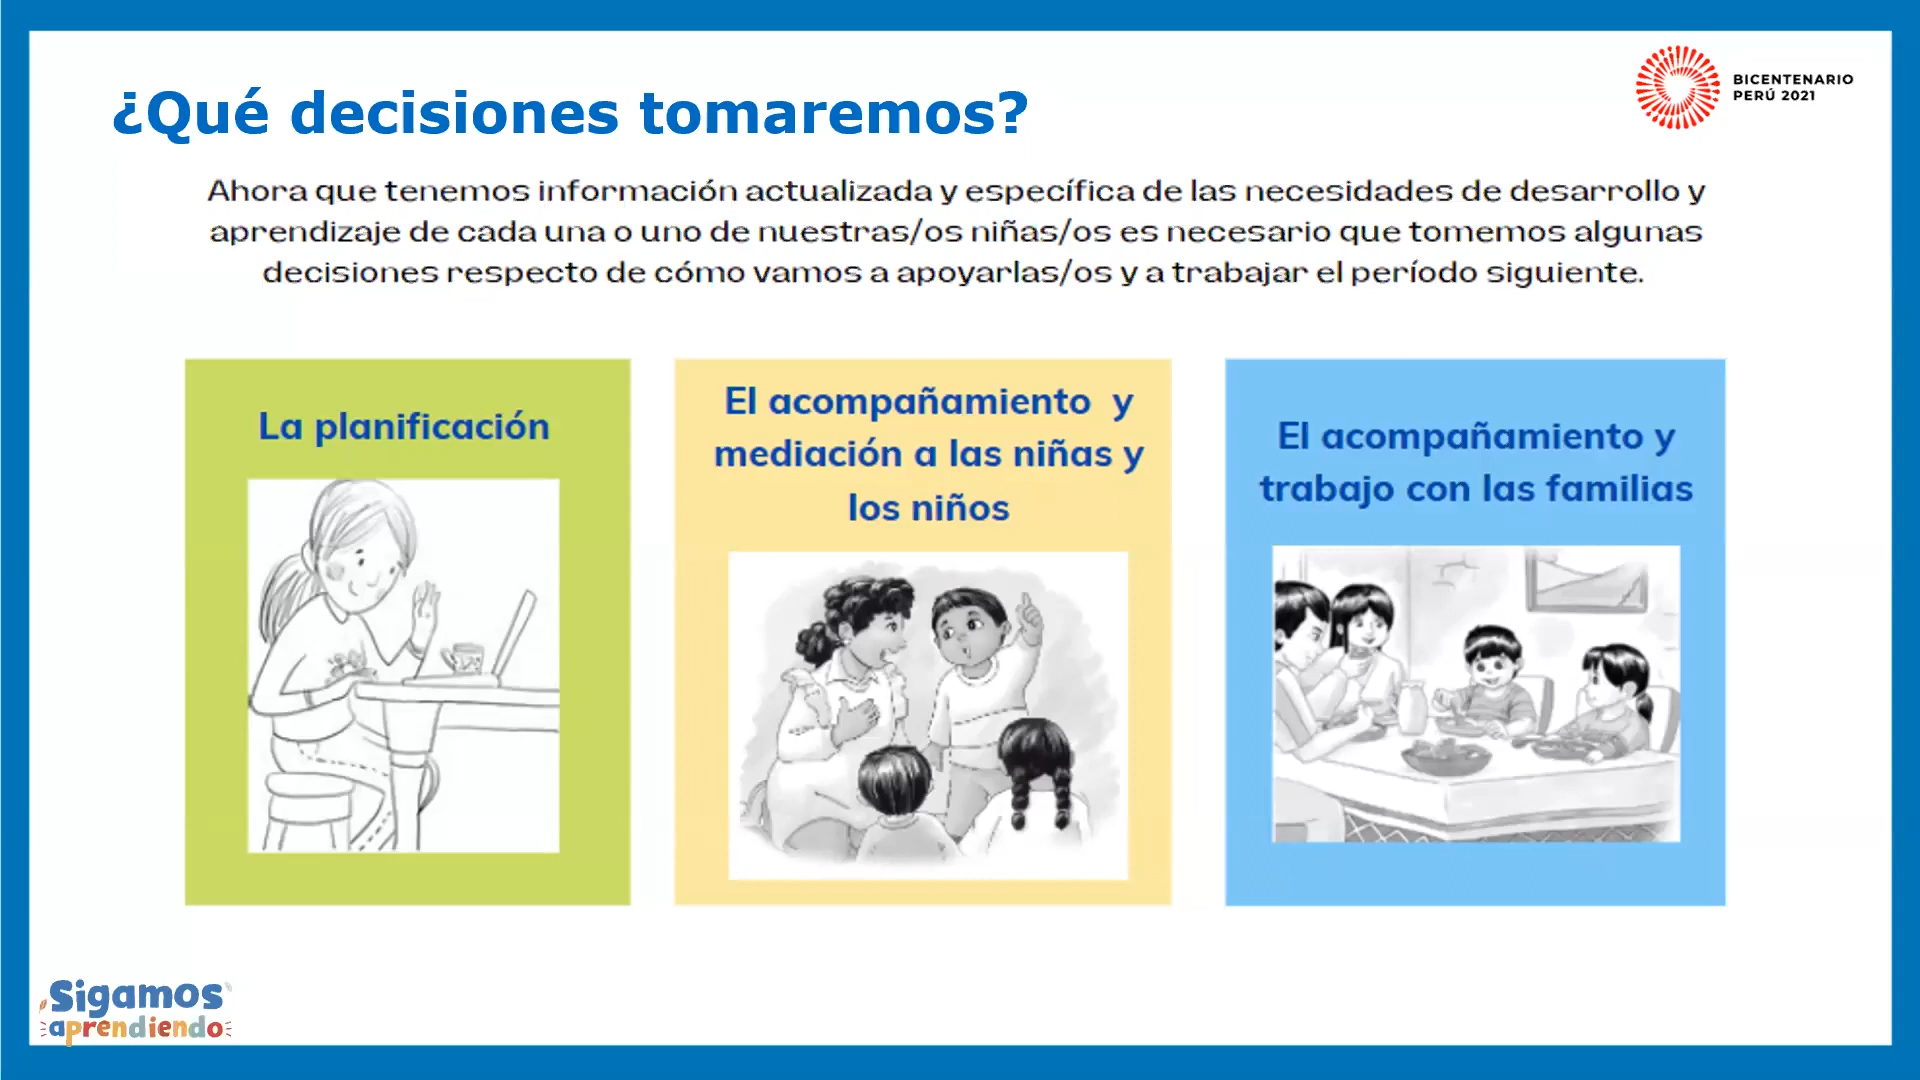 BICENTENARIO
PERÚ 2021
¿Qué decisiones tomaremos?
Ahora que tenemos información actualizada y específica de las necesidades de desarrollo y
aprendizaje de cada una o uno de nuestras/os niñas/os es necesario que tomemos algunas
decisiones respecto de cómo vamos a apoyarlas/os y a trabajar el período siguiente.
La planificación
El acompañamiento y
mediación a las niñas y
los niños
El acompañamiento y
trabajo con las familias
Sigamos
aprendiendo